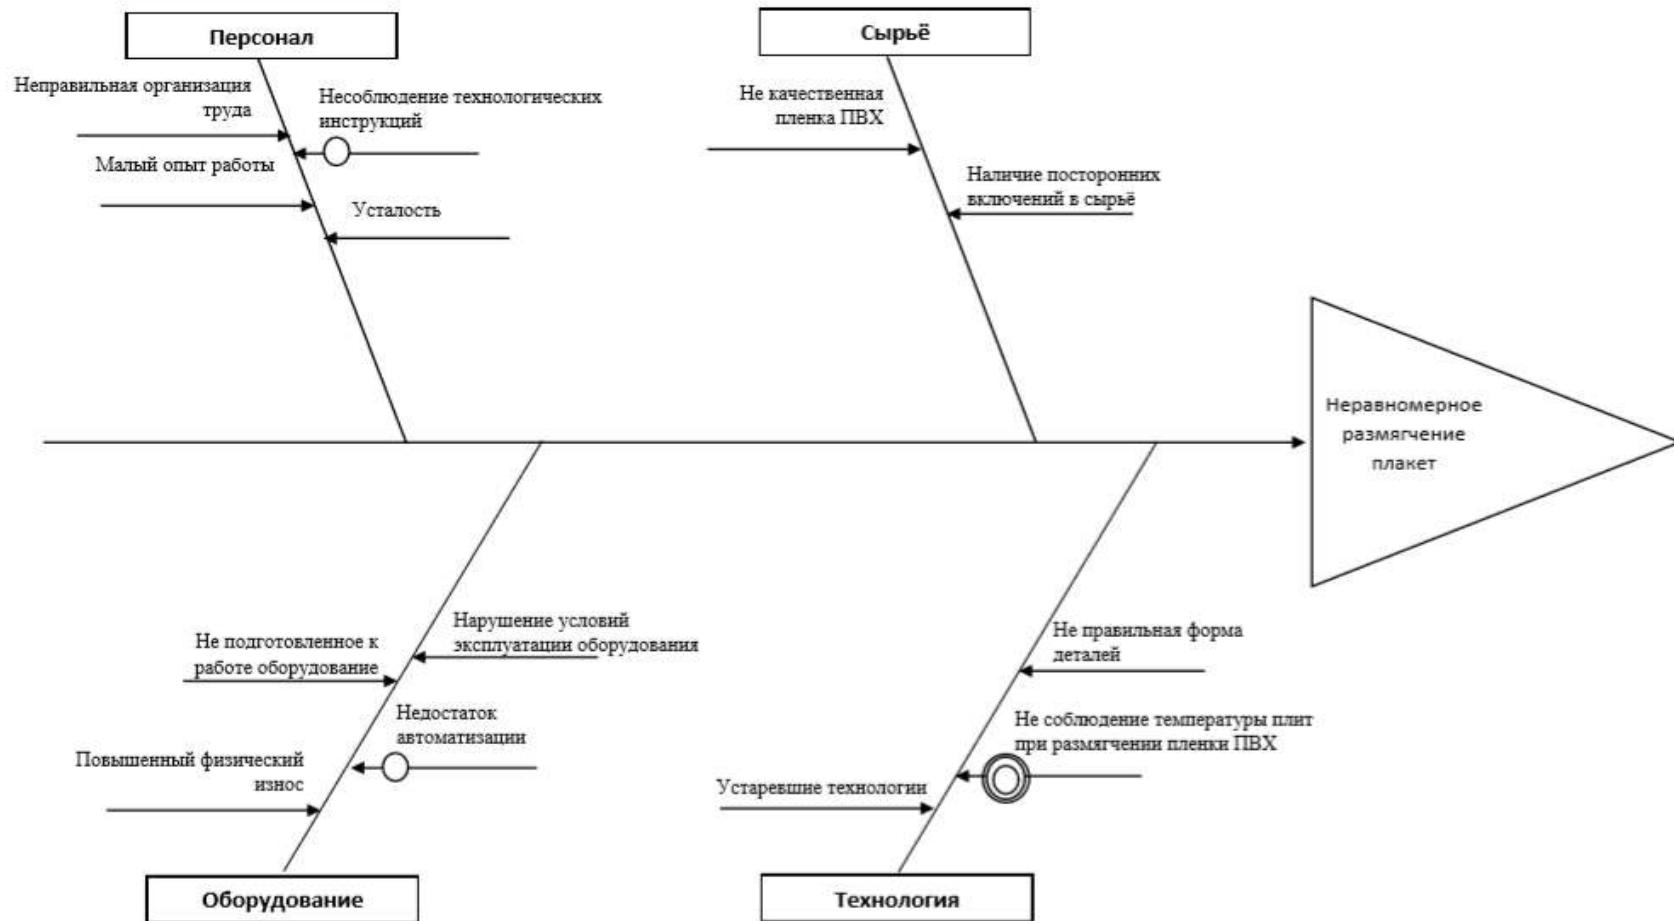 Персонал
Сырьё
Неправильная организация
труда
Несоблюдение технологических
инструкций
Малый опыт работы
Усталость
Не качественная
пленка ПВХ
Наличие посторонних
включений в сырьё
Неравномерное
размягчение
плакет
Не подготовленное к
работе оборудование
Нарушение условий
эксплуатации оборудования
Недостаток
автоматизации
Повышенный физический
износ
Не правильная форма
деталей
Не соблюдение температуры плит
при размягчении пленки ПВХ
Устаревшие технологии
Оборудование
Технология